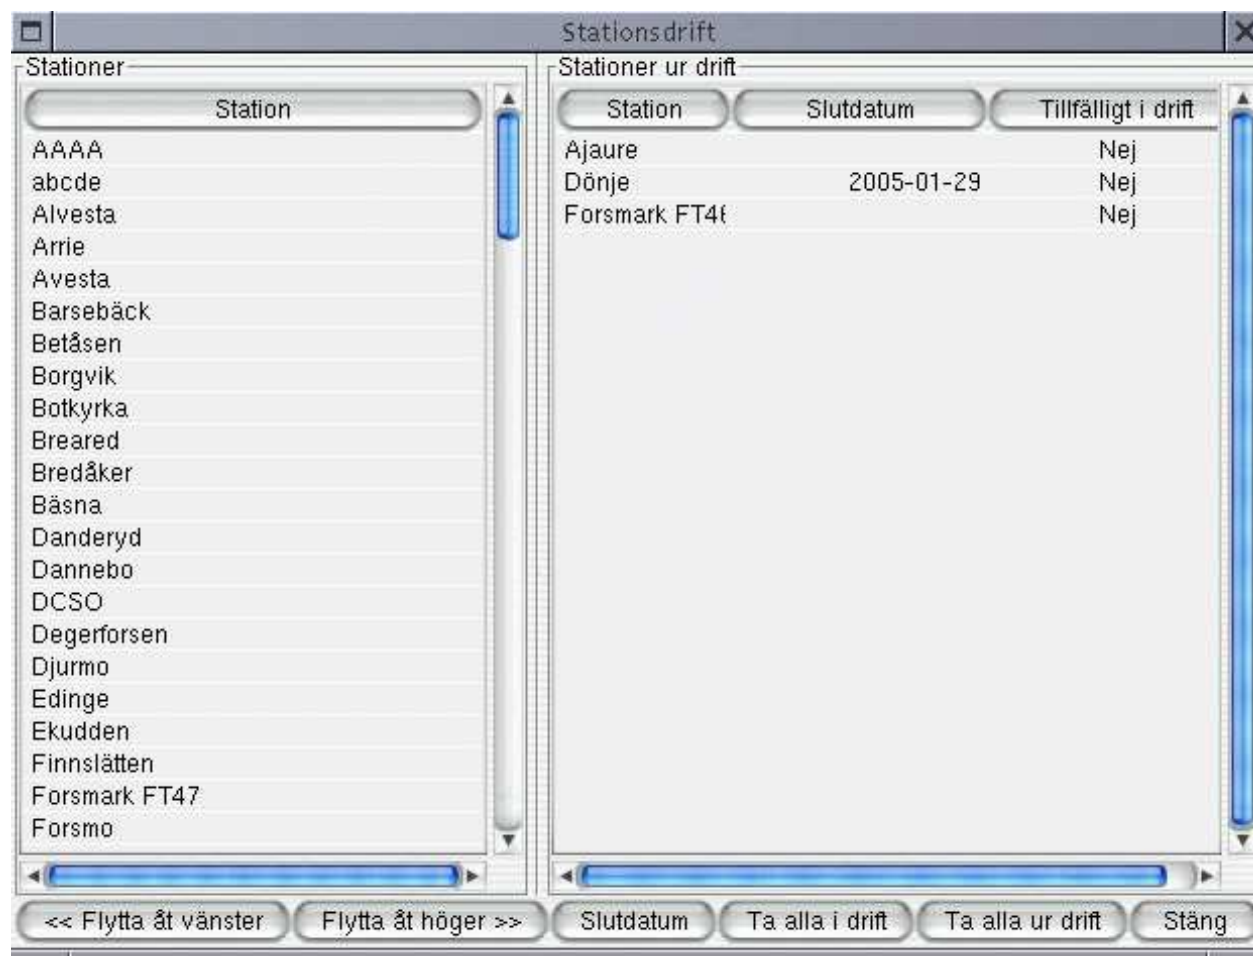 Stationsdrift
Stationer
Station
AAAA
abcde
Alvesta
Arrie
Avesta
Barsebäck
Betåsen
Borgvik
Botkyrka
Breared
Bredåker
Bäsna
Danderyd
Dannebo
DCSO
Degerforsen
Djurmo
Edinge
Ekudden
Finnslätten
Forsmark FT47
Forsmo
Stationer ur drift
Station Slutdatum Tillfälligt i drift
Ajaure Nej
Dönje 2005-01-29 Nej
Forsmark Nej
<< Flytta åt vänster Flytta åt höger >> Slutdatum Ta alla i drift Ta alla ur drift Stäng